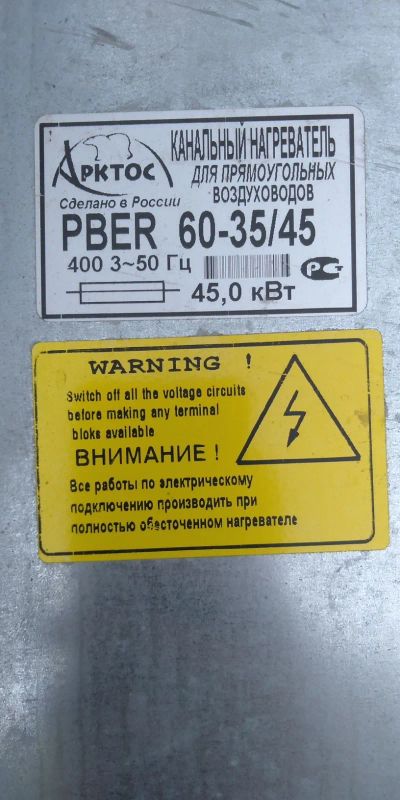 АРКТОС
Сделано в России
КАНАЛЬНЫЙ НАГРЕВАТЕЛЬ
ДЛЯ ПРЯМОУГОЛЬНЫХ
ВОЗДУХОВОДОВ
PBER 60-35/45
400 3~50 Гц
РСТ
45,0 кВт
WARNING !
Switch off all the voltage circuits
before making any terminal
bloks available
ВНИМАНИЕ !
Все работы по электрическому
подключению производить при
полностью обесточенном нагревателе